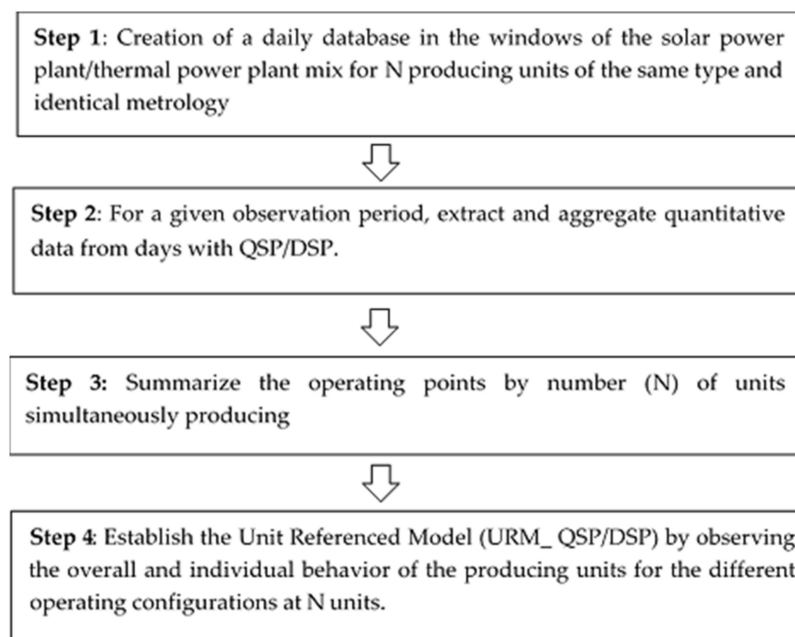 Step 1: Creation of a daily database in the windows of the solar power
plant/thermal power plant mix for N producing units of the same type and
identical metrology
Step 2: For a given observation period, extract and aggregate quantitative
data from days with QSP/DSP.
Step 3: Summarize the operating points by number (N) of units
simultaneously producing
Step 4: Establish the Unit Referenced Model (URM_ QSP/DSP) by observing
the overall and individual behavior of the producing units for the different
operating configurations at N units.